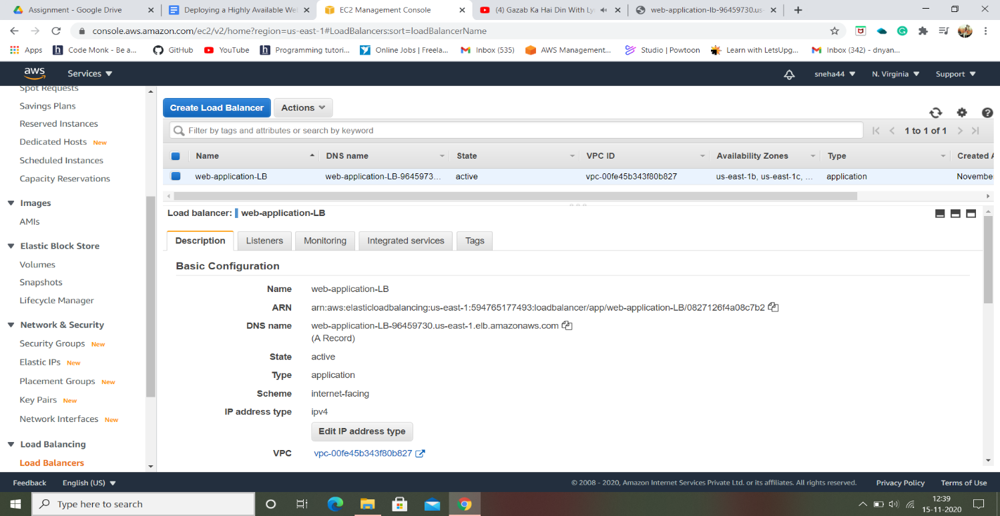 Assignment - Google Drive
Deploying a Highly Available We
EC2 Management Console
(4) Gazab Ka Hai Din With Ly
web-application-lb-96459730.us-
console.aws.amazon.com/ec2/v2/home?region=us-east-1#LoadBalancers:sort=loadBalancerName
Apps
Code Monk - Be a...
GitHub
YouTube
Programming tutori...
Online Jobs | Freela...
Inbox (535)
AWS Management...
Studio | Powtoon
Learn with LetsUpg...
Inbox (342) - dnyan...
aws
Services
sneha44
N. Virginia
Support
Spot Requests
Savings Plans
Reserved Instances
Dedicated Hosts New
Scheduled Instances
Capacity Reservations
Images
AMIs
Elastic Block Store
Volumes
Snapshots
Lifecycle Manager
Network & Security
Security Groups New
Elastic IPs New
Placement Groups New
Key Pairs New
Network Interfaces New
Load Balancing
Load Balancers
Create Load Balancer
Actions
Filter by tags and attributes or search by keyword
1 to 1 of 1
Name DNS name State VPC ID Availability Zones Type Created A
web-application-LB web-application-LB-9645973... active vpc-00fe45b343f80b827 us-east-1b, us-east-1c, ... application November
Load balancer: web-application-LB
Description Listeners Monitoring Integrated services Tags
Basic Configuration
Name web-application-LB
ARN arn:aws:elasticloadbalancing:us-east-1:594765177493:loadbalancer/app/web-application-LB/0827126f4a08c7b2
DNS name web-application-LB-96459730.us-east-1.elb.amazonaws.com
(A Record)
State active
Type application
Scheme internet-facing
IP address type ipv4
Edit IP address type
VPC vpc-00fe45b343f80b827
Feedback English (US)
© 2008 - 2020, Amazon Internet Services Private Ltd. or its affiliates. All rights reserved. Privacy Policy Terms of Use
Type here to search
12:39
15-11-2020